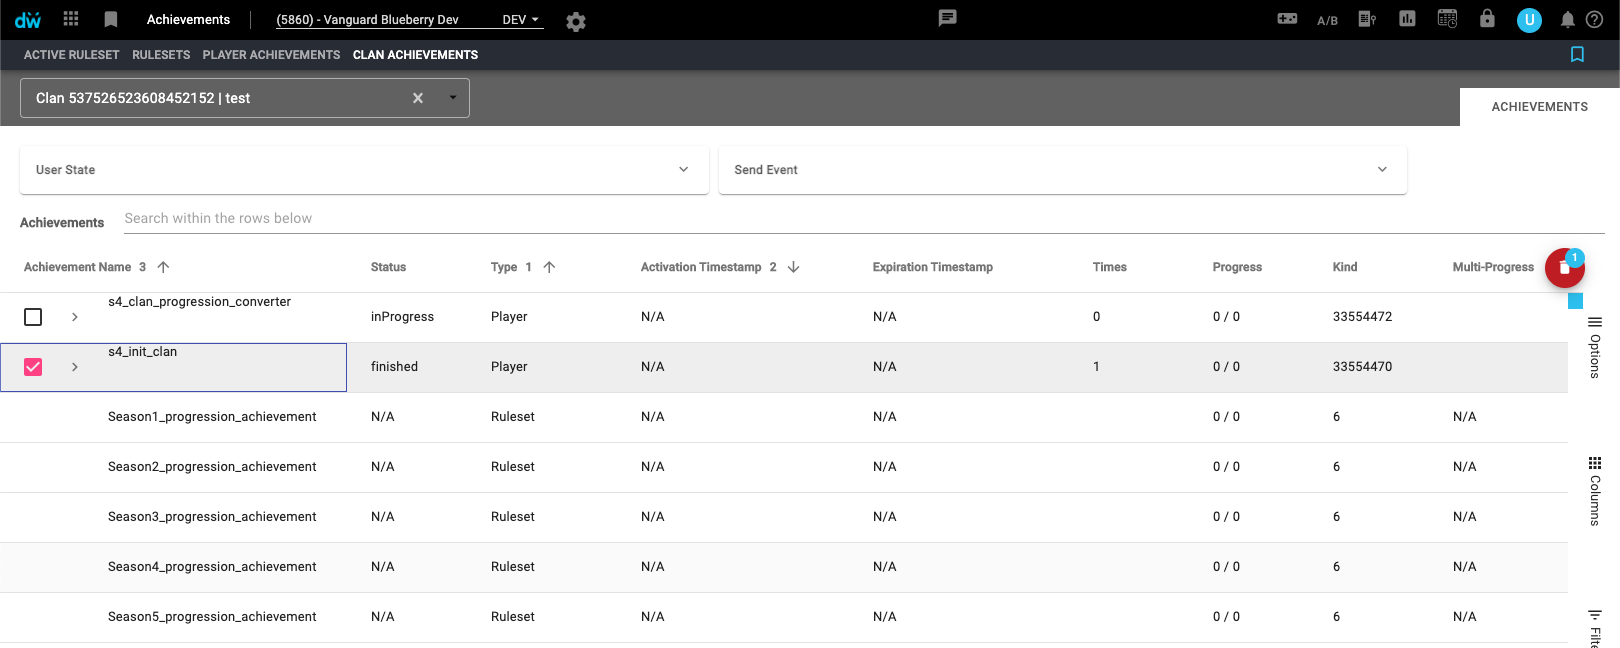 dw Achievements (5860) - Vanguard Blueberry Dev DEV A/B U
ACTIVE RULESET RULESETS PLAYER ACHIEVEMENTS CLAN ACHIEVEMENTS
Clan 537526523608452152 | test
ACHIEVEMENTS
User State Send Event
Achievements Search within the rows below
Achievement Name 3 Status Type 1 Activation Timestamp 2 Expiration Timestamp Times Progress Kind Multi-Progress 1
s4_clan_progression_converter inProgress Player N/A N/A 0 0 / 0 33554472
s4_init_clan finished Player N/A N/A 1 0 / 0 33554470
Season1_progression_achievement N/A Ruleset N/A N/A 0 / 0 6 N/A
Season2_progression_achievement N/A Ruleset N/A N/A 0 / 0 6 N/A
Season3_progression_achievement N/A Ruleset N/A N/A 0 / 0 6 N/A
Season4_progression_achievement N/A Ruleset N/A N/A 0 / 0 6 N/A
Season5_progression_achievement N/A Ruleset N/A N/A 0 / 0 6 N/A
Options
Columns